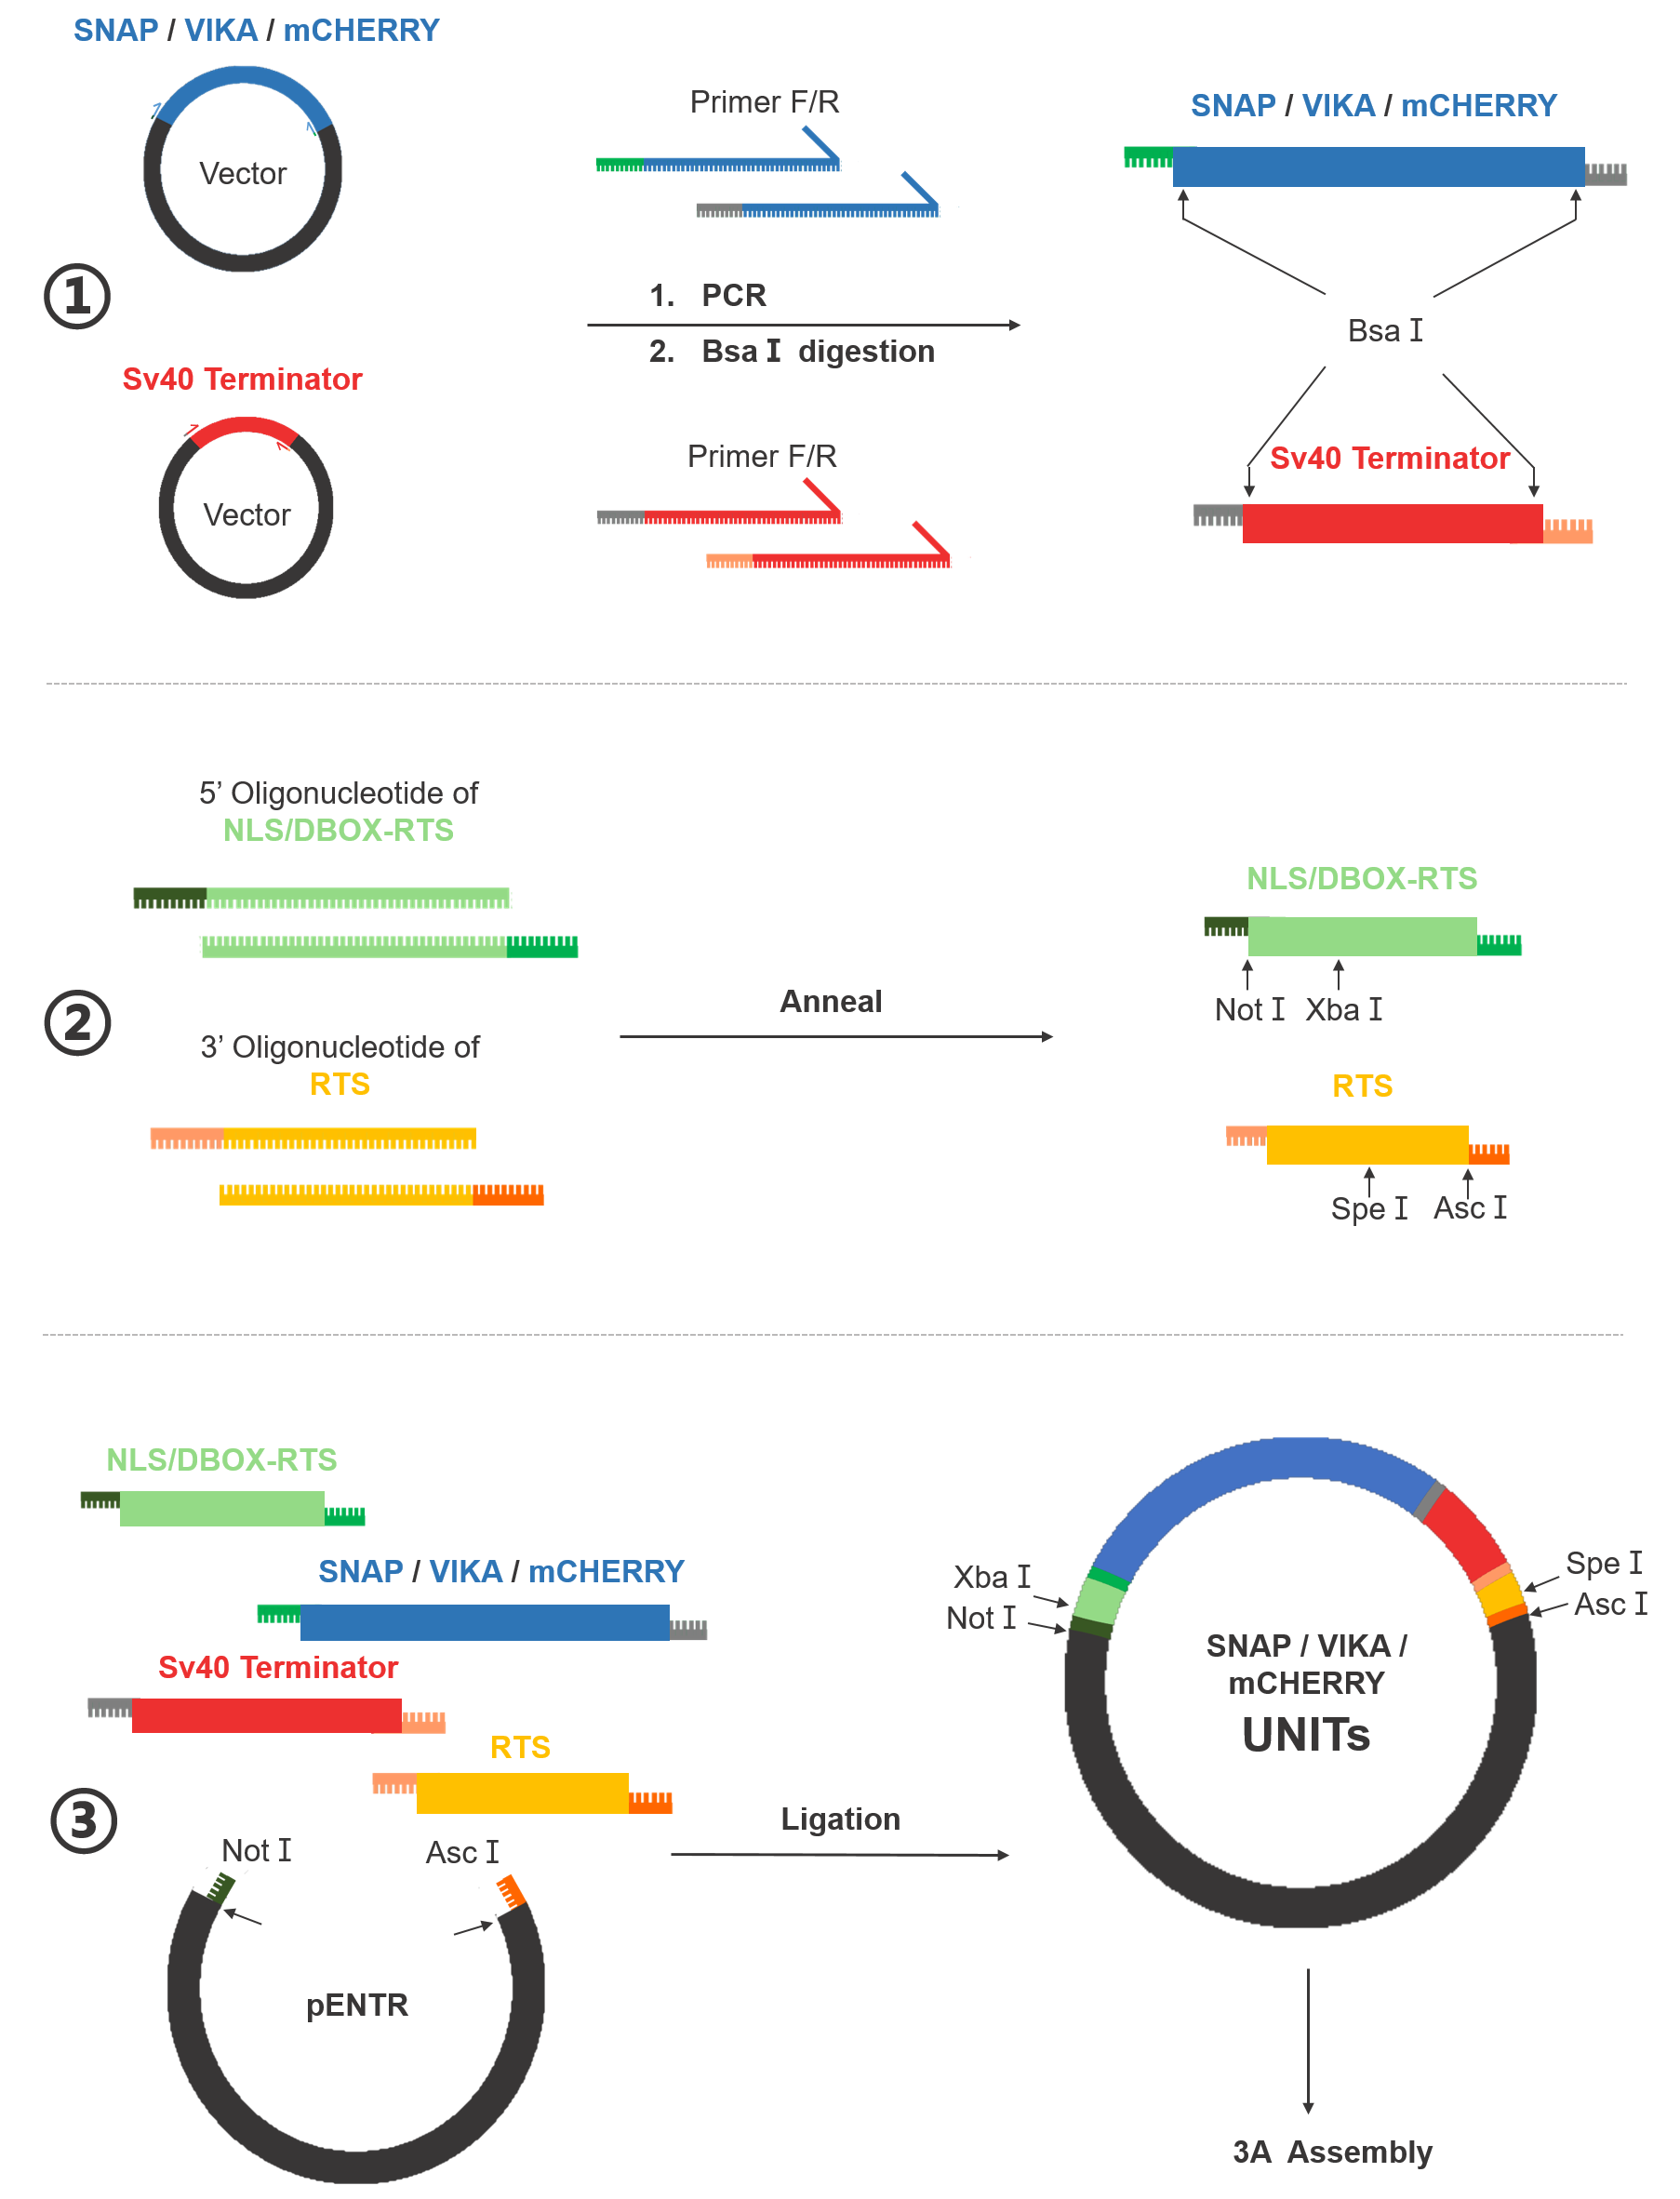 SNAP / VIKA / mCHERRY
Vector
Primer F/R
SNAP / VIKA / mCHERRY
①
1. PCR
2. Bsa I digestion
Bsa I
Sv40 Terminator
Vector
Primer F/R
Sv40 Terminator
5’ Oligonucleotide of
NLS/DBOX-RTS
NLS/DBOX-RTS
Not I Xba I
②
Anneal
3’ Oligonucleotide of
RTS
RTS
Spe I Asc I
NLS/DBOX-RTS
SNAP / VIKA / mCHERRY
Sv40 Terminator
RTS
③
Not I
Asc I
pENTR
Ligation
Xba I
Not I
Spe I
Asc I
SNAP / VIKA /
mCHERRY
UNITs
3A Assembly